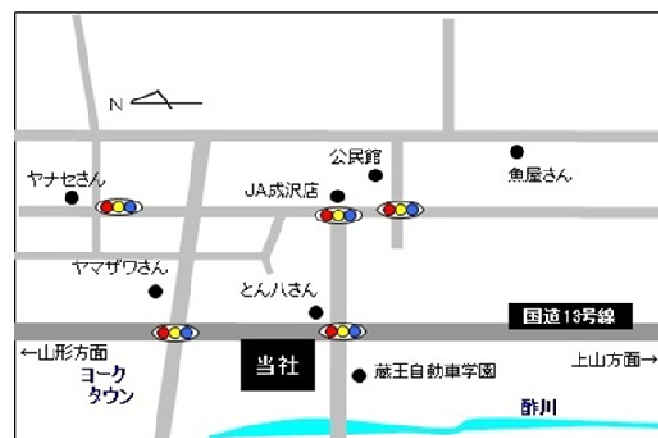 N
公民館
ヤナセさん
JA成沢店
魚屋さん
ヤマザワさん
とん八さん
国道13号線
←山形方面
上山方面→
ヨーク
タウン
当社
蔵王自動車学園
酢川